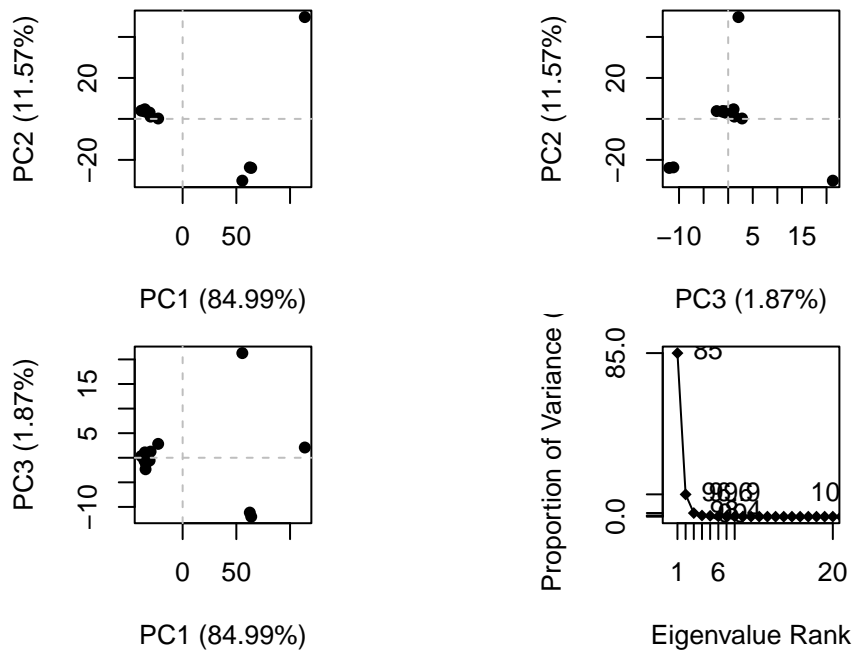 PC2 (11.57%)
20
−20
0 50
PC1 (84.99%)
PC2 (11.57%)
20
−20
−10 5 15
PC3 (1.87%)
PC3 (1.87%)
15
5
−10
0 50
PC1 (84.99%)
Proportion of Variance (
85.0
0.0
85
1 6 20
Eigenvalue Rank